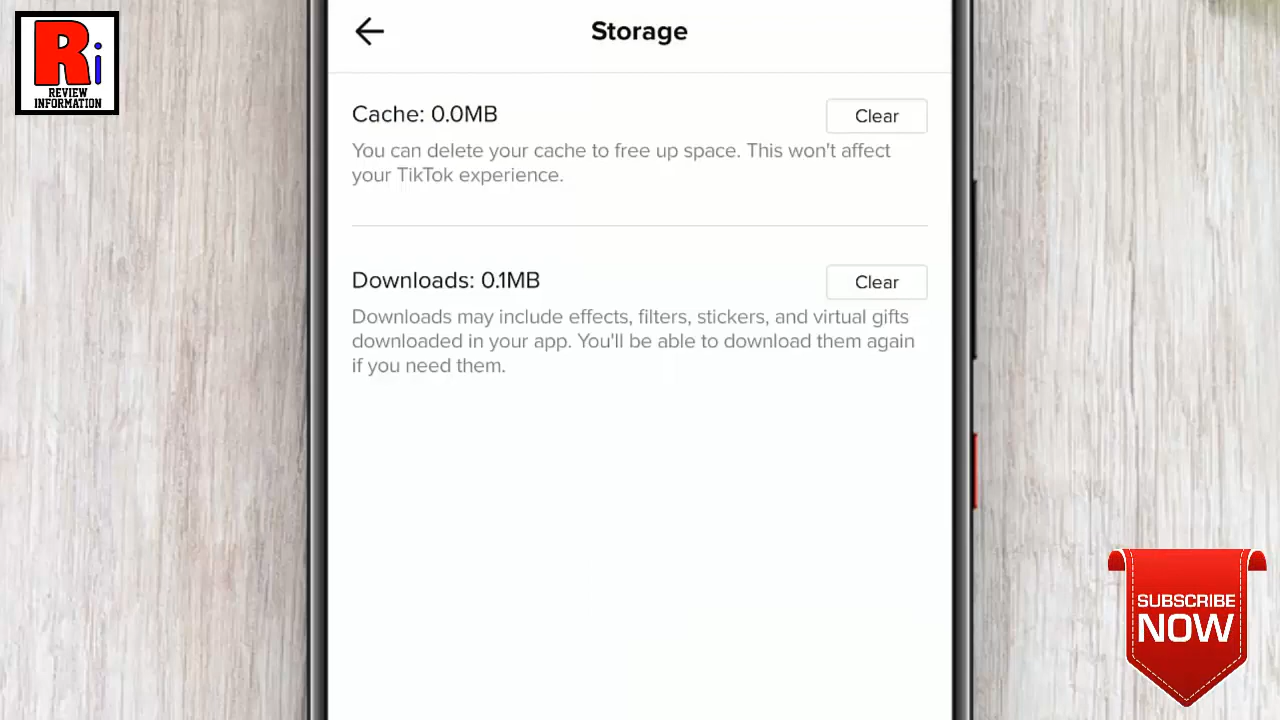 Ri
REVIEW
INFORMATION
Storage
Cache: 0.0MB
Clear
You can delete your cache to free up space. This won't affect
your TikTok experience.
Downloads: 0.1MB
Clear
Downloads may include effects, filters, stickers, and virtual gifts
downloaded in your app. You'll be able to download them again
if you need them.
SUBSCRIBE
NOW